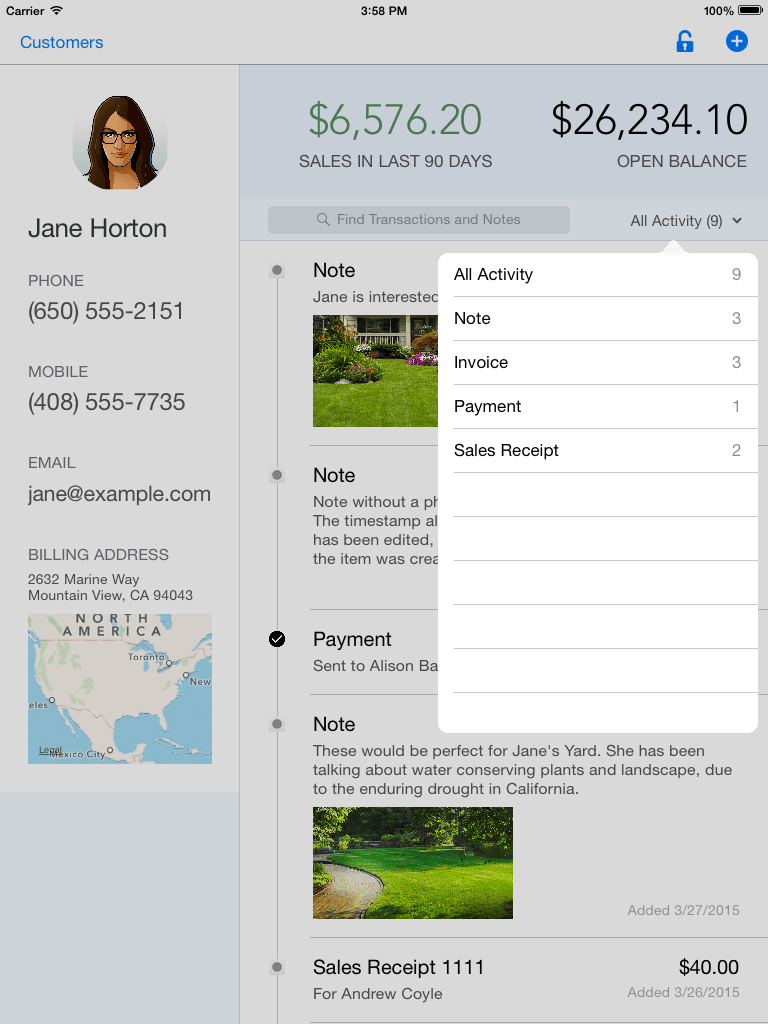 Carrier 3:58 PM 100%
Customers
$6,576.20 $26,234.10
SALES IN LAST 90 DAYS OPEN BALANCE
Find Transactions and Notes All Activity (9)
Jane Horton
PHONE
(650) 555-2151
MOBILE
(408) 555-7735
EMAIL
jane@example.com
BILLING ADDRESS
2632 Marine Way
Mountain View, CA 94043
NORTH
AMERICA
Toronto
New
eles
Legal
Mexico City
Note
Jane is interested
Note
Note without a ph
The timestamp al
has been edited,
the item was crea
Payment
Sent to Alison Ba
Note
These would be perfect for Jane's Yard. She has been
talking about water conserving plants and landscape, due
to the enduring drought in California.
Added 3/27/2015
Sales Receipt 1111 $40.00
For Andrew Coyle Added 3/26/2015
All Activity 9
Note 3
Invoice 3
Payment 1
Sales Receipt 2